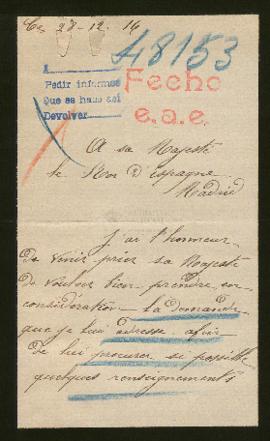 Ce 28-12-16
48153
Pedir informes
Que se haus así
Devolver
Fecho
e.a.e.
A sa Majesté
le Roi d'Espagne
Madrid
J'ai l'honneur
de venir prier sa Majesté
de vouloir bien prendre en
considération la demande
que je lui adresse afin
de lui procurer si possible
quelques renseignements